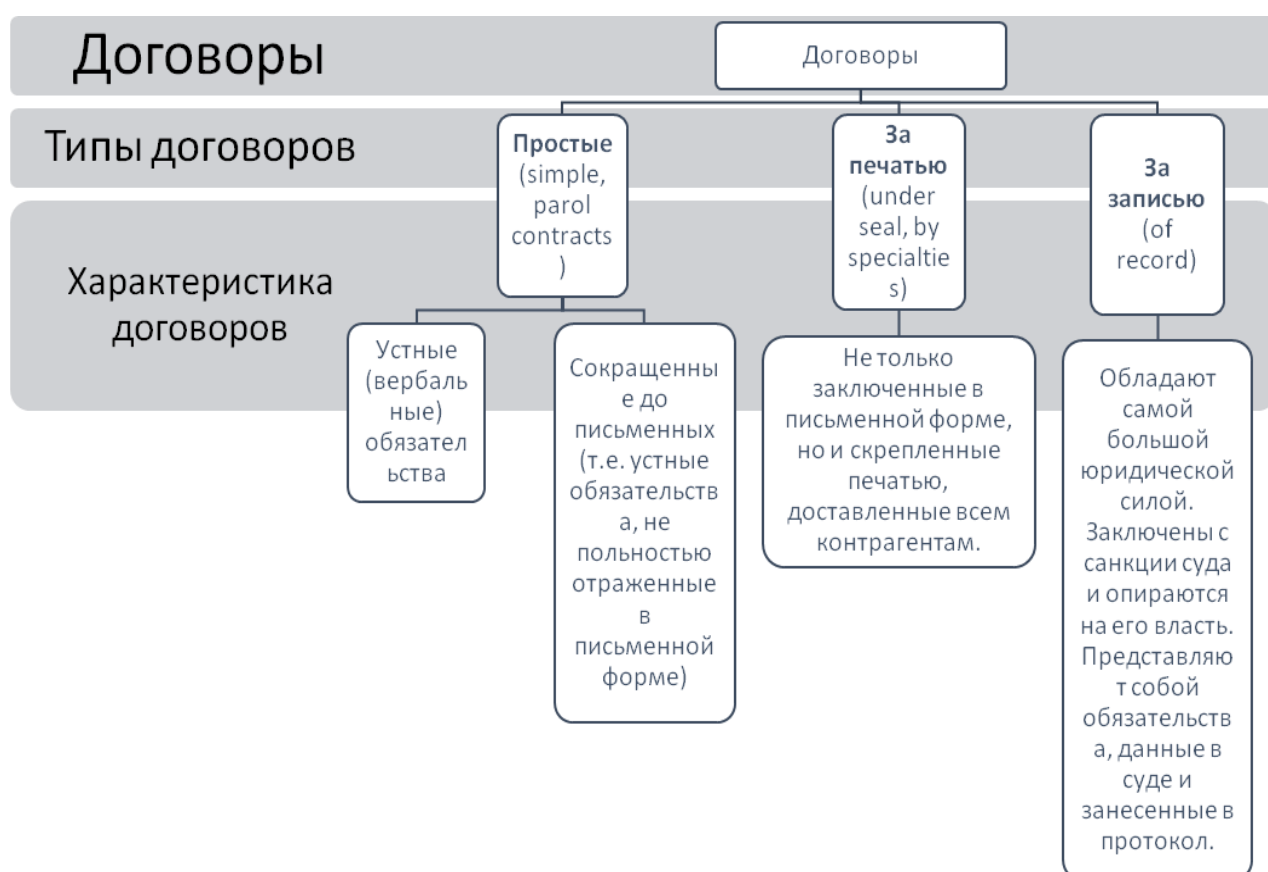 Договоры
Договоры
Типы договоров
Простые
(simple,
parol
contracts
)
За
печатью
(under
seal, by
specialtie
s)
За
записью
(of
record)
Характеристика
договоров
Устные
(вербаль
ные)
обязател
ьства
Сокращенны
е до
письменных
(т.е. устные
обязательств
а, не
польностью
отраженные
в
письменной
форме)
Не только
заключенные в
письменной форме,
но и скрепленные
печатью,
доставленные всем
контрагентам.
Обладают
самой
большой
юридической
силой.
Заключены с
санкции суда
и опираются
на его власть.
Представляю
т собой
обязательств
а, данные в
суде и
занесенные в
протокол.